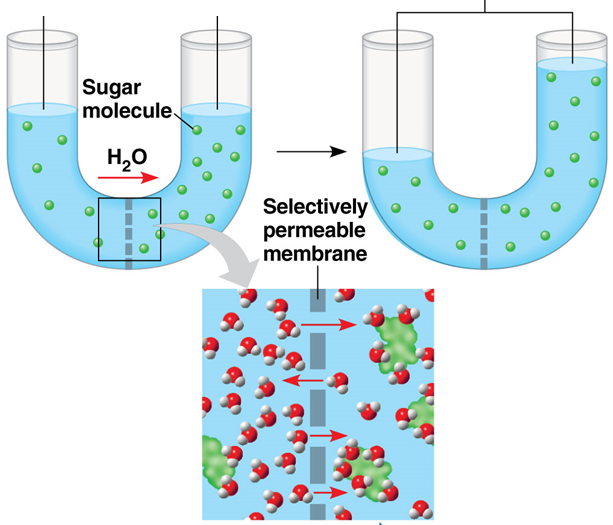 Sugar
molecule
H₂O
Selectively
permeable
membrane